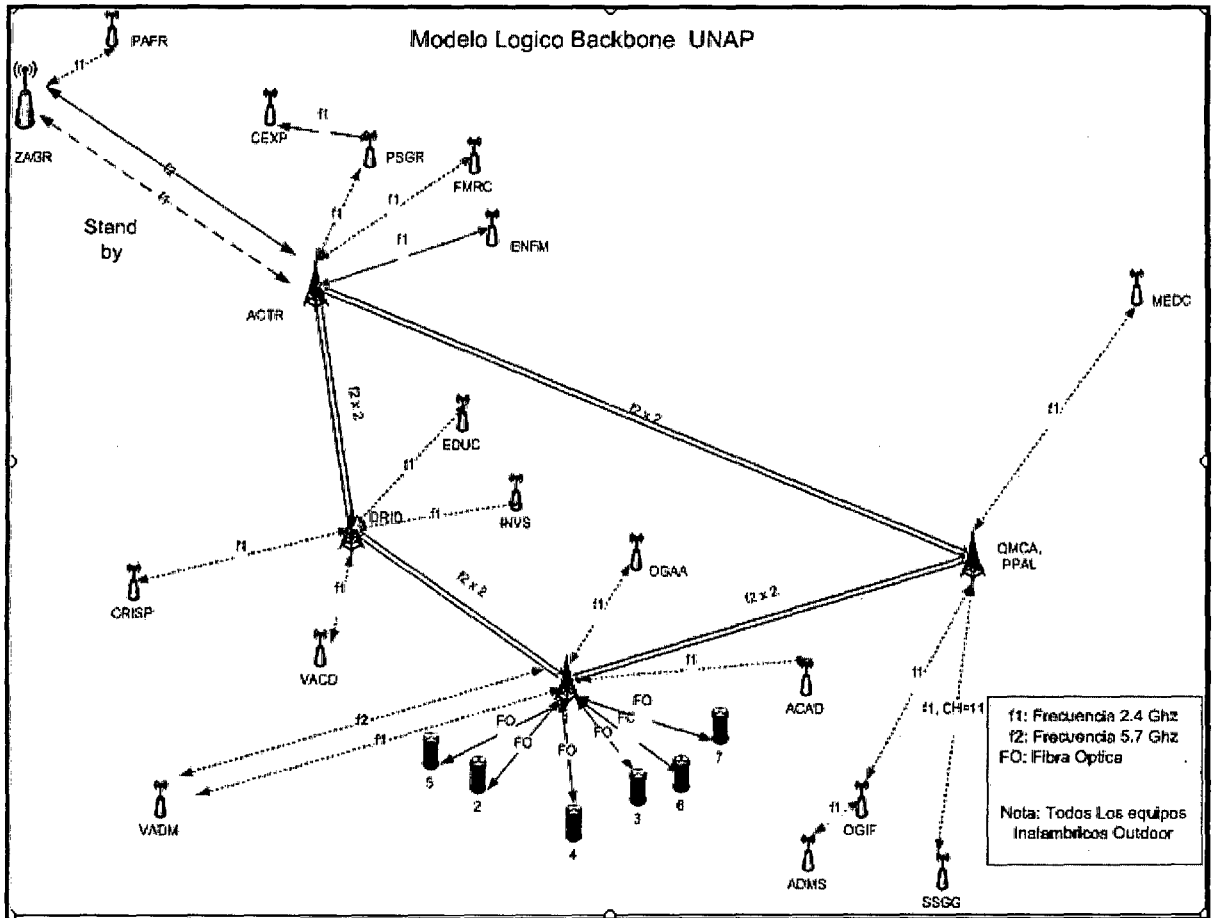 Modelo Logico Backbone UNAP
PAFR
f1
ZAGR
CEXP
f1
PSGR
FMRC
f1
f1
f1
ENFM
Stand
by
ACTR
MEDC
f2 x 2
f2 x 2
f1
EDUC
f1
INVS
f1
DRID
f1
CRISP
f1
VACD
f2 x 2
OGAA
f1
f2 x 2
QMCA,
PPAL
f1
ACAD
f2
f1
VADM
FO
FO
FO
FO
FO
FO
5
2
4
3
6
7
f1
f1, CH=11
f1
OGIF
ADMS
SSGG
f1: Frecuencia 2.4 Ghz
f2: Frecuencia 5.7 Ghz
FO: Fibra Optica
Nota: Todos Los equipos
Inalambricos Outdoor